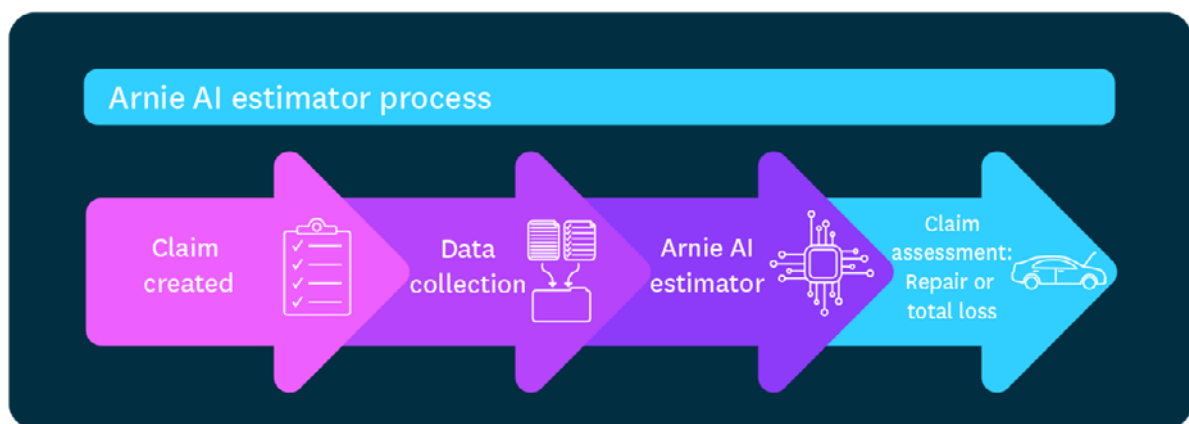 Arnie AI estimator process
Claim
created
Data
collection
Arnie AI
estimator
Claim
assessment:
Repair or
total loss